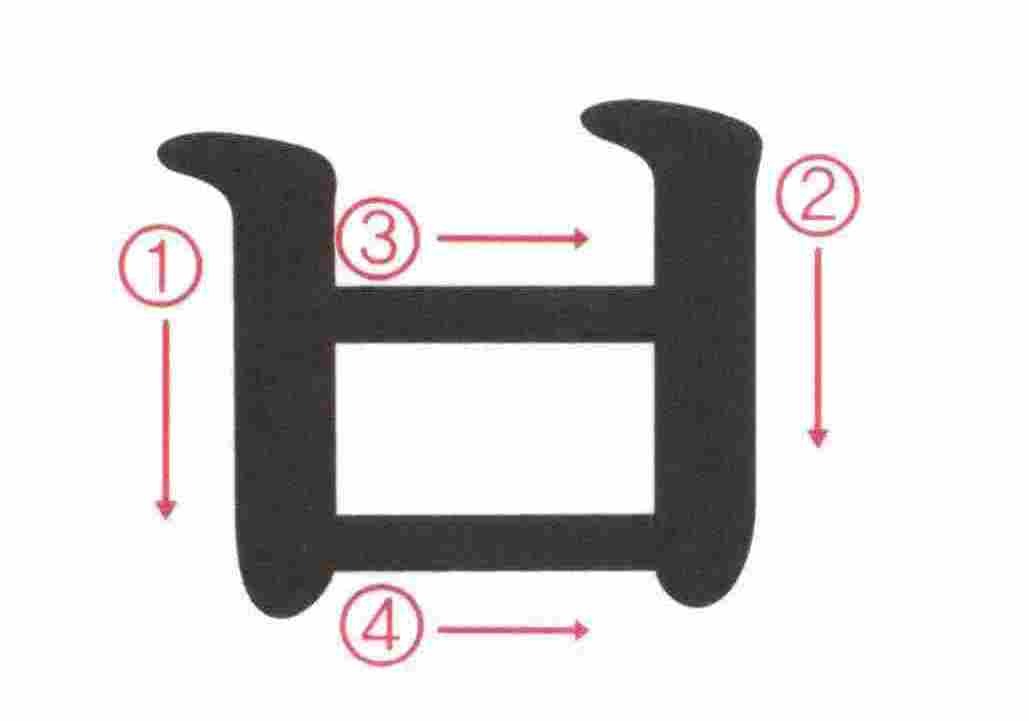 ㅂ
① ②
③
④